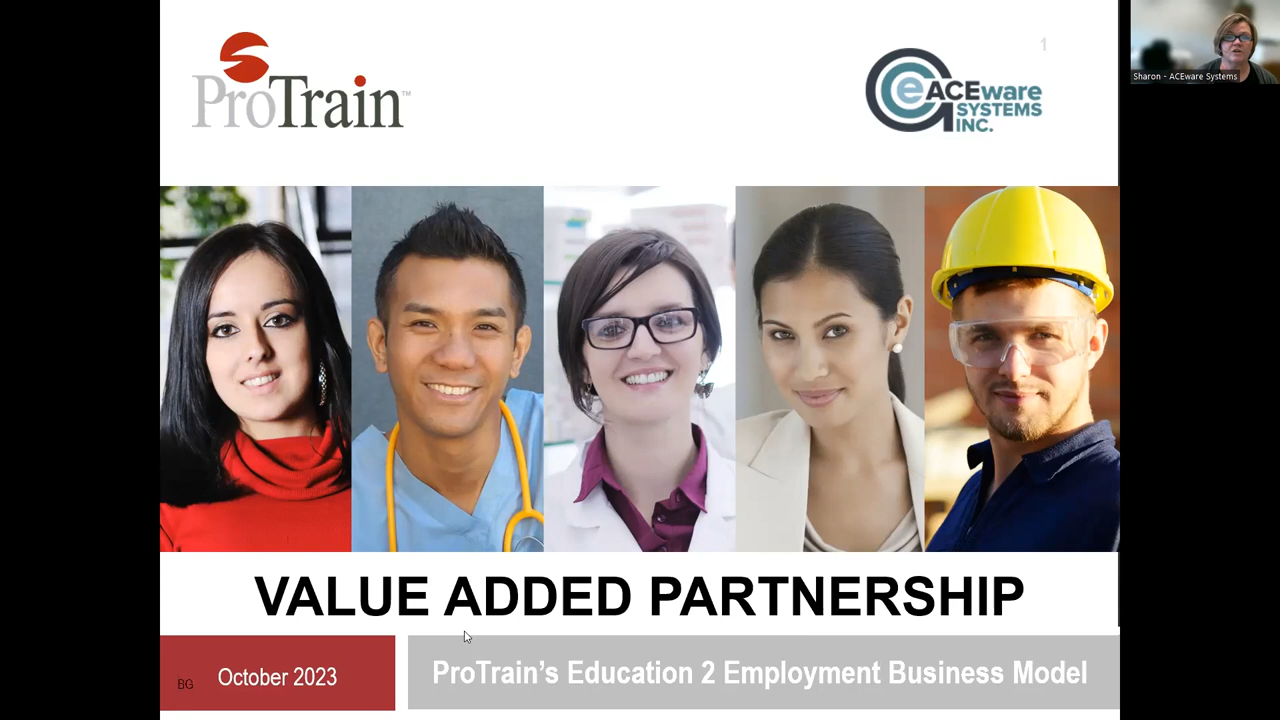 1
ProTrain™
ACEware
SYSTEMS
INC.
Sharon - ACEware Systems
VALUE ADDED PARTNERSHIP
BG
October 2023
ProTrain’s Education 2 Employment Business Model